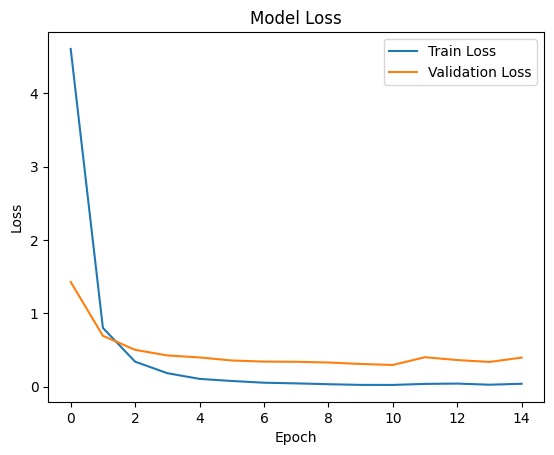 Model Loss
Train Loss
Validation Loss
Loss
4
3
2
1
0
0 2 4 6 8 10 12 14
Epoch